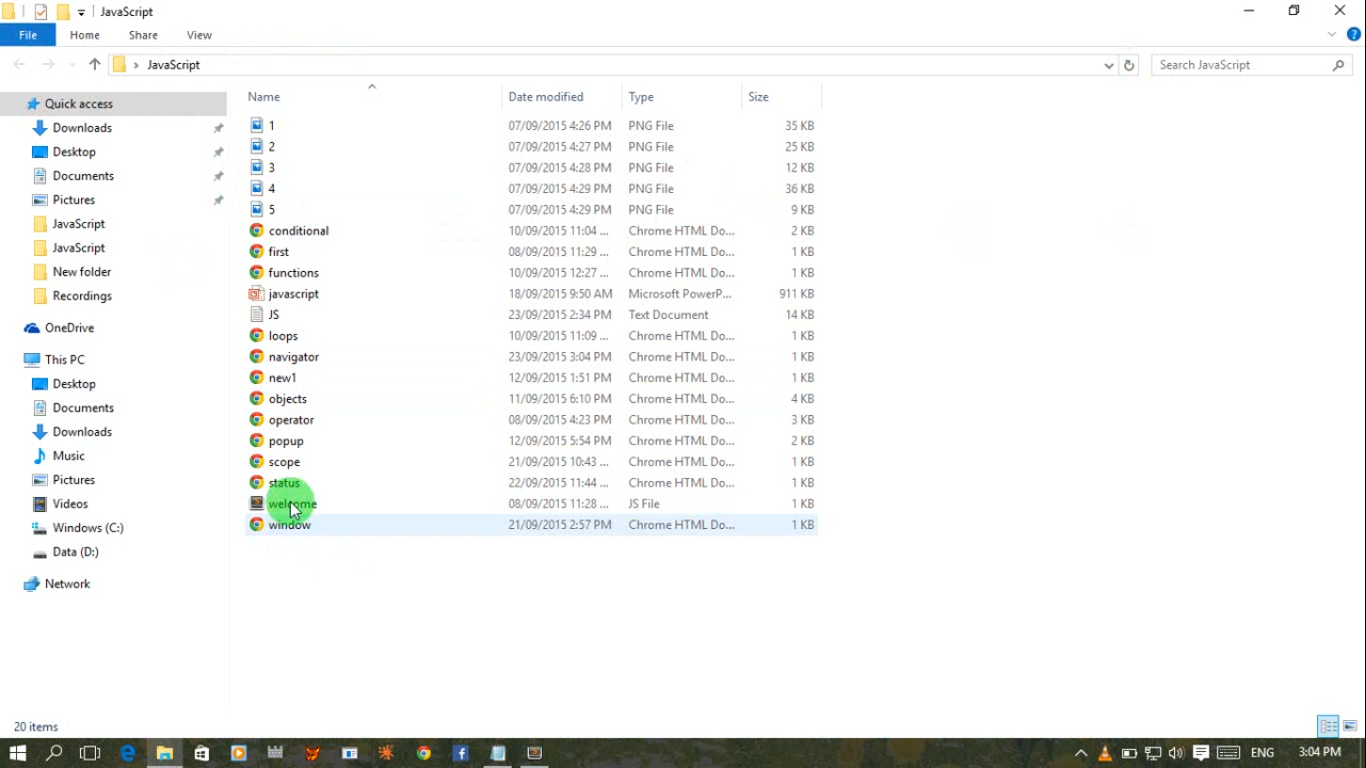 JavaScript
File Home Share View
JavaScript
Search JavaScript
Name Date modified Type Size
Quick access
Downloads
Desktop
Documents
Pictures
JavaScript
JavaScript
New folder
Recordings
OneDrive
This PC
Desktop
Documents
Downloads
Music
Pictures
Videos
Windows (C:)
Data (D:)
Network
1 07/09/2015 4:26 PM PNG File 35 KB
2 07/09/2015 4:27 PM PNG File 25 KB
3 07/09/2015 4:28 PM PNG File 12 KB
4 07/09/2015 4:29 PM PNG File 36 KB
5 07/09/2015 4:29 PM PNG File 9 KB
conditional 10/09/2015 11:04 ... Chrome HTML Do... 2 KB
first 08/09/2015 11:29 ... Chrome HTML Do... 1 KB
functions 10/09/2015 12:27 ... Chrome HTML Do... 1 KB
javascript 18/09/2015 9:50 AM Microsoft PowerP... 911 KB
JS 23/09/2015 2:34 PM Text Document 14 KB
loops 10/09/2015 11:09 ... Chrome HTML Do... 1 KB
navigator 23/09/2015 3:04 PM Chrome HTML Do... 1 KB
new1 12/09/2015 1:51 PM Chrome HTML Do... 1 KB
objects 11/09/2015 6:10 PM Chrome HTML Do... 4 KB
operator 08/09/2015 4:23 PM Chrome HTML Do... 3 KB
popup 12/09/2015 5:54 PM Chrome HTML Do... 2 KB
scope 21/09/2015 10:43 ... Chrome HTML Do... 1 KB
status 22/09/2015 11:44 ... Chrome HTML Do... 1 KB
welcome 08/09/2015 11:28 ... JS File 1 KB
window 21/09/2015 2:57 PM Chrome HTML Do... 1 KB
20 items
ENG 3:04 PM